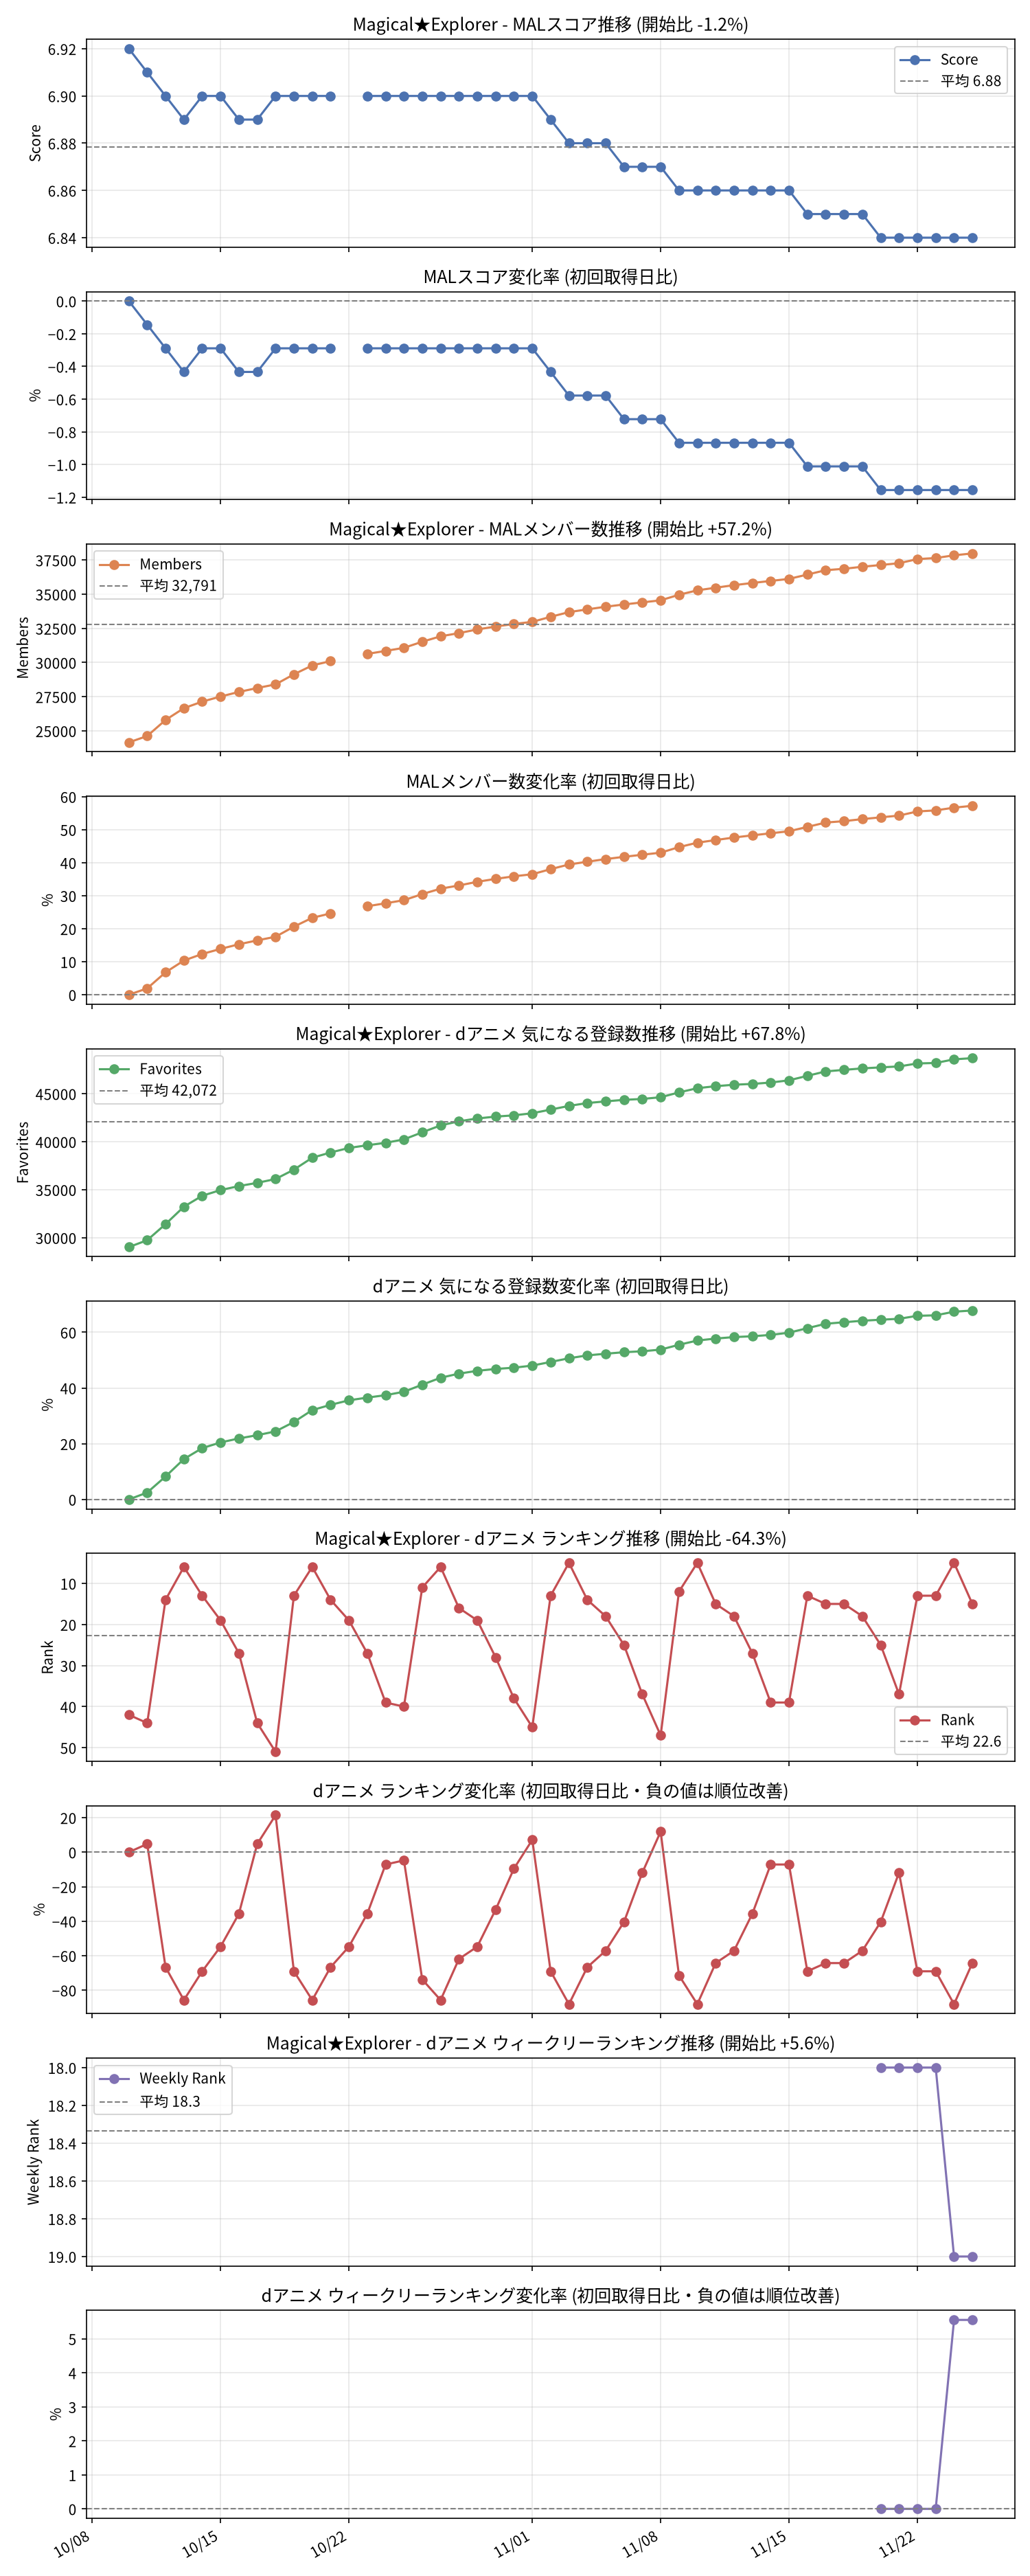 Magical★Explorer - MALスコア推移 (開始比 -1.2%)
6.92
6.90
6.88
6.86
6.84
Score
Score
平均 6.88
MALスコア変化率 (初回取得日比)
0.0
−0.2
−0.4
−0.6
−0.8
−1.0
−1.2
%
Magical★Explorer - MALメンバー数推移 (開始比 +57.2%)
37500
35000
32500
30000
27500
25000
Members
Members
平均 32,791
MALメンバー数変化率 (初回取得日比)
60
50
40
30
20
10
0
%
Magical★Explorer - dアニメ 気になる登録数推移 (開始比 +67.8%)
45000
40000
35000
30000
Favorites
Favorites
平均 42,072
dアニメ 気になる登録数変化率 (初回取得日比)
60
40
20
0
%
Magical★Explorer - dアニメ ランキング推移 (開始比 -64.3%)
10
20
30
40
50
Rank
Rank
平均 22.6
dアニメ ランキング変化率 (初回取得日比・負の値は順位改善)
20
0
−20
−40
−60
−80
%
Magical★Explorer - dアニメ ウィークリーランキング推移 (開始比 +5.6%)
18.0
18.2
18.4
18.6
18.8
19.0
Weekly Rank
Weekly Rank
平均 18.3
dアニメ ウィークリーランキング変化率 (初回取得日比・負の値は順位改善)
5
4
3
2
1
0
%
10/08
10/15
10/22
11/01
11/08
11/15
11/22